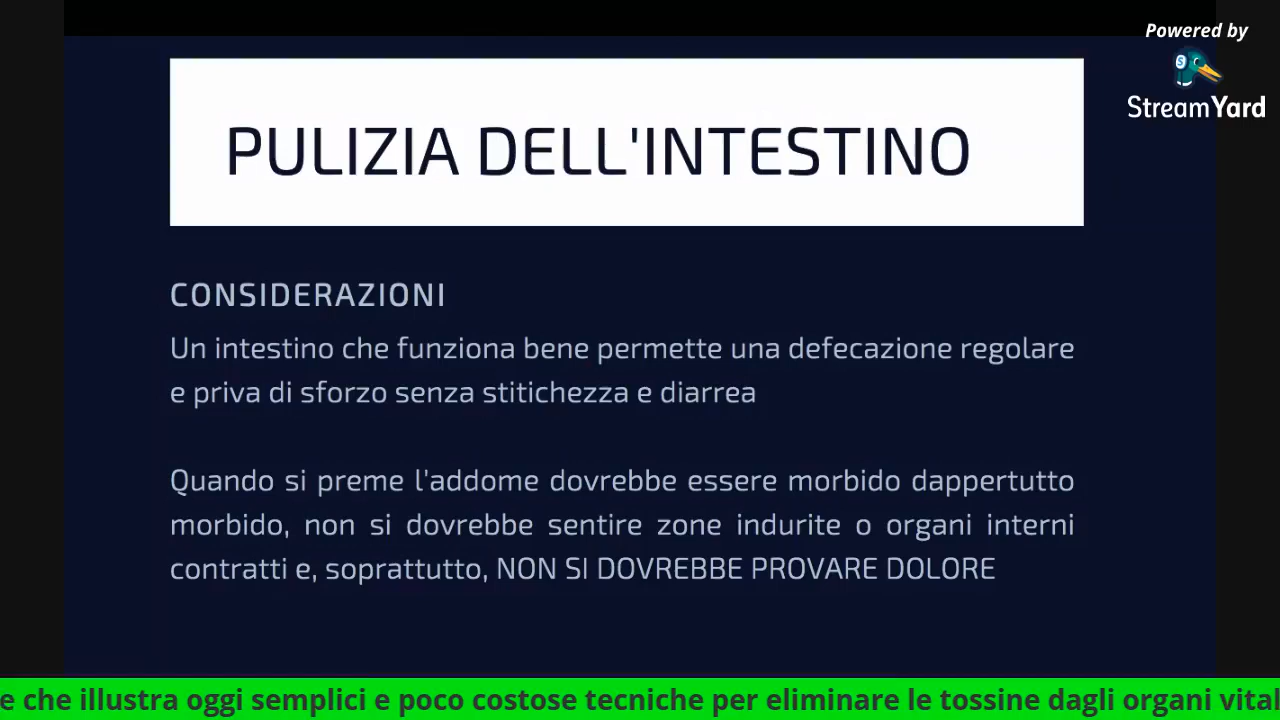 Powered by
StreamYard
PULIZIA DELL'INTESTINO
CONSIDERAZIONI
Un intestino che funziona bene permette una defecazione regolare
e priva di sforzo senza stitichezza e diarrea
Quando si preme l'addome dovrebbe essere morbido dappertutto
morbido, non si dovrebbe sentire zone indurite o organi interni
contratti e, soprattutto, NON SI DOVREBBE PROVARE DOLORE
e che illustra oggi semplici e poco costose tecniche per eliminare le tossine dagli organi vital